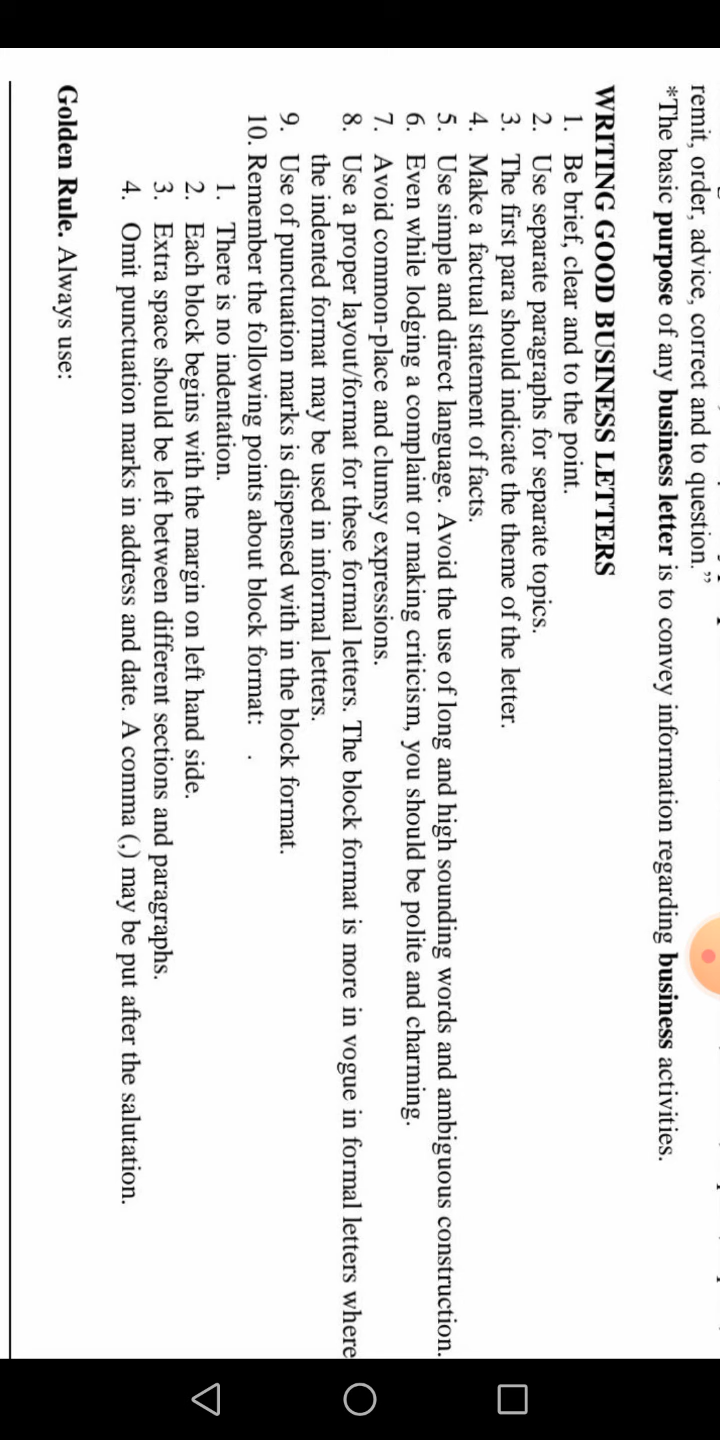 remit, order, advice, correct and to question.”
*The basic purpose of any business letter is to convey information regarding business activities.
WRITING GOOD BUSINESS LETTERS
1. Be brief, clear and to the point.
2. Use separate paragraphs for separate topics.
3. The first para should indicate the theme of the letter.
4. Make a factual statement of facts.
5. Use simple and direct language. Avoid the use of long and high sounding words and ambiguous construction.
6. Even while lodging a complaint or making criticism, you should be polite and charming.
7. Avoid common-place and clumsy expressions.
8. Use a proper layout/format for these formal letters. The block format is more in vogue in formal letters where
the indented format may be used in informal letters.
9. Use of punctuation marks is dispensed with in the block format.
10. Remember the following points about block format: .
1. There is no indentation.
2. Each block begins with the margin on left hand side.
3. Extra space should be left between different sections and paragraphs.
4. Omit punctuation marks in address and date. A comma (,) may be put after the salutation.
Golden Rule. Always use: